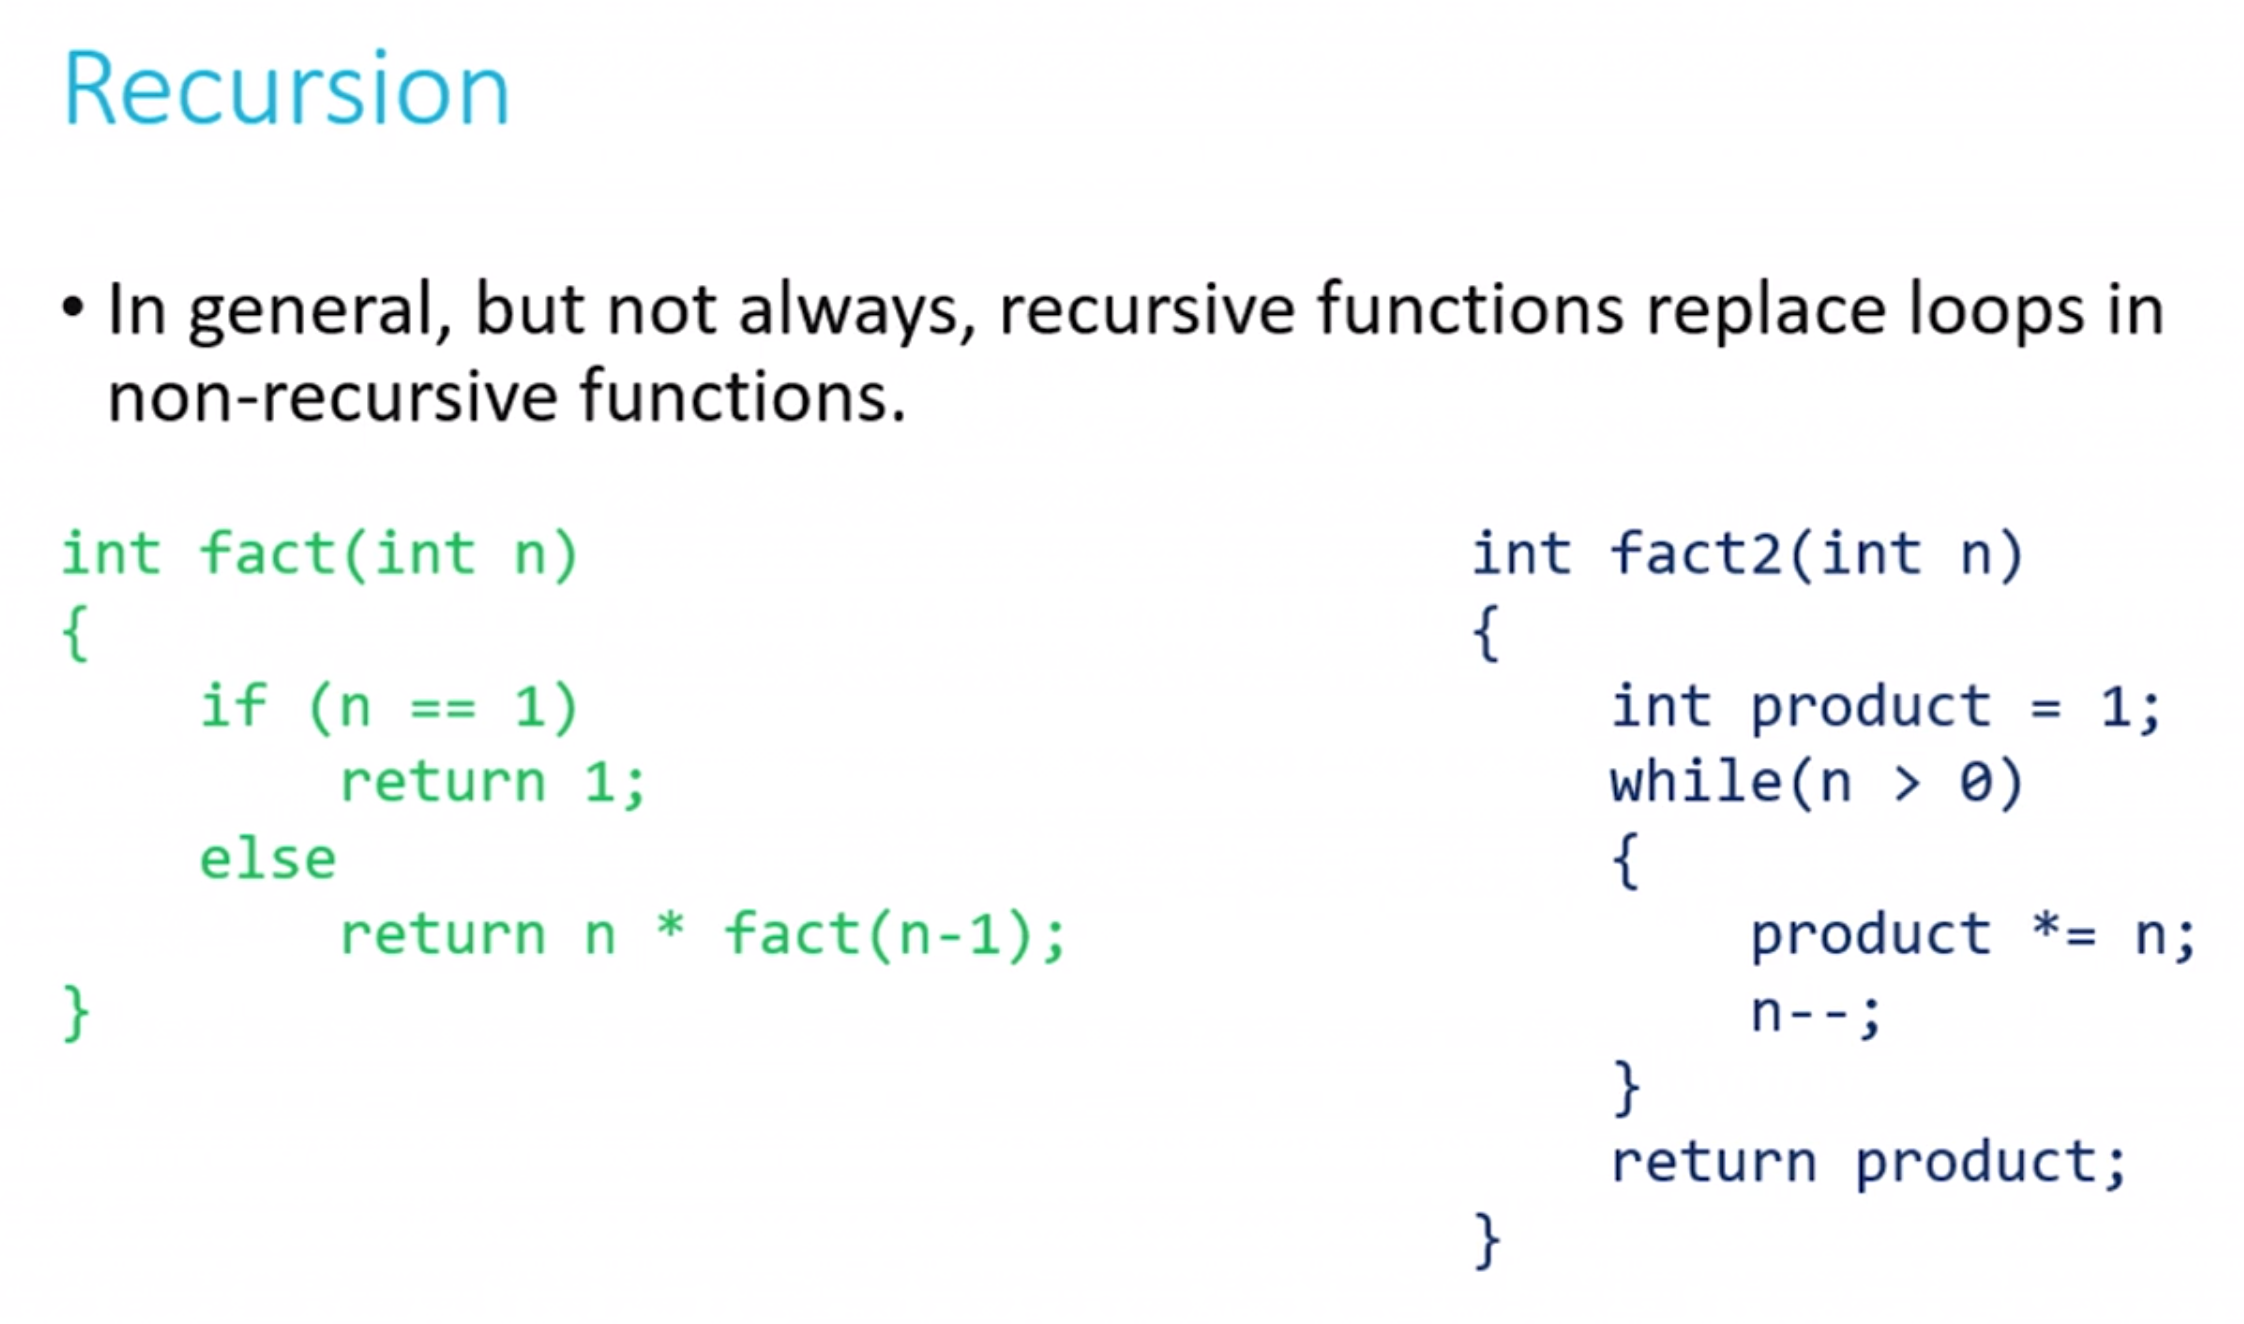 Recursion
• In general, but not always, recursive functions replace loops in
non-recursive functions.
int fact(int n)
{
    if (n == 1)
        return 1;
    else
        return n * fact(n-1);
}
int fact2(int n)
{
    int product = 1;
    while(n > 0)
    {
        product *= n;
        n--;
    }
    return product;
}